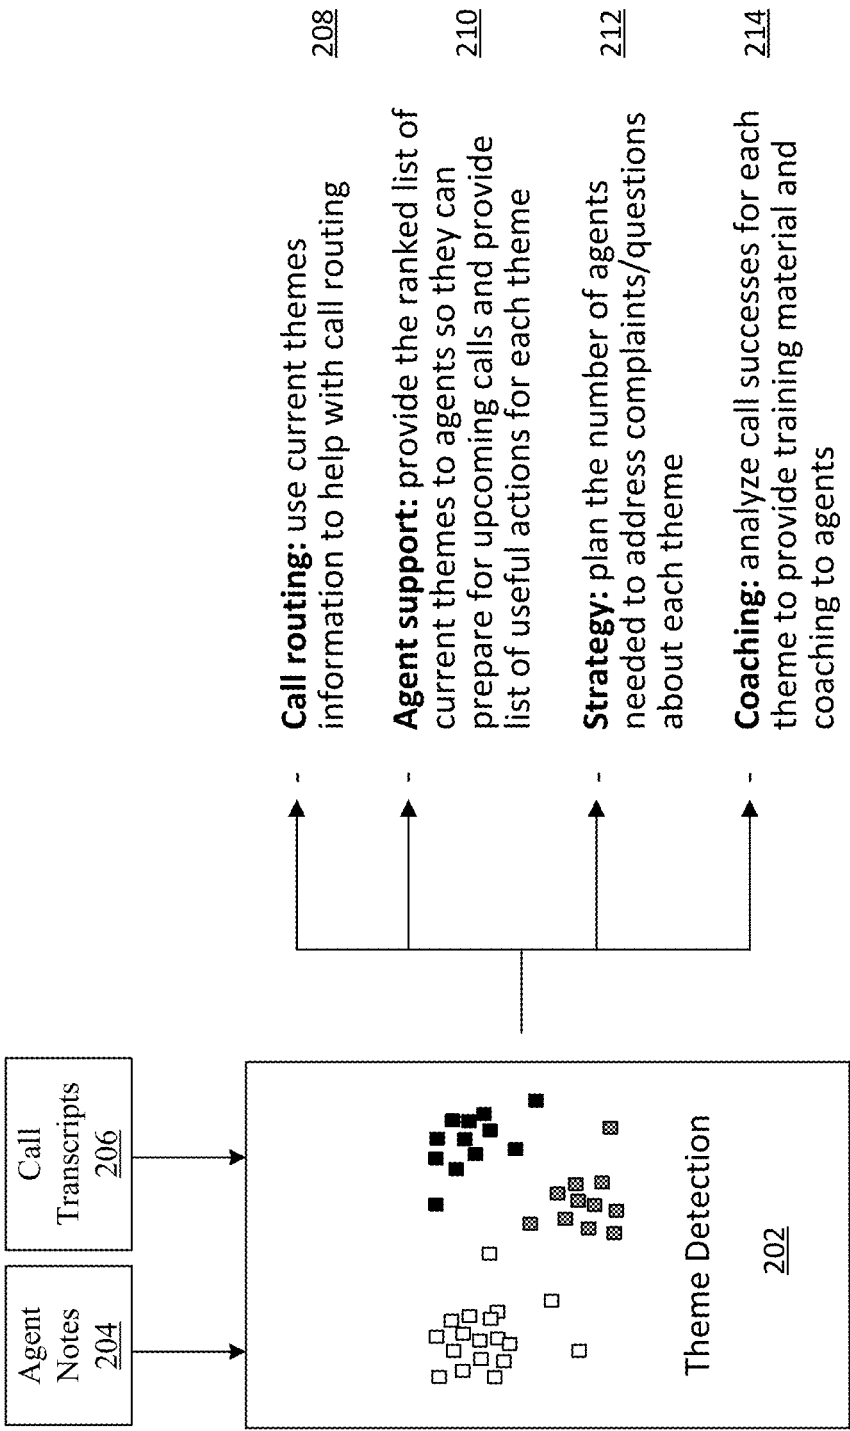 Agent
Notes
204
Call
Transcripts
206
Theme Detection
202
- Call routing: use current themes
information to help with call routing
208
- Agent support: provide the ranked list of
current themes to agents so they can
prepare for upcoming calls and provide
list of useful actions for each theme
210
- Strategy: plan the number of agents
needed to address complaints/questions
about each theme
212
- Coaching: analyze call successes for each
theme to provide training material and
coaching to agents
214